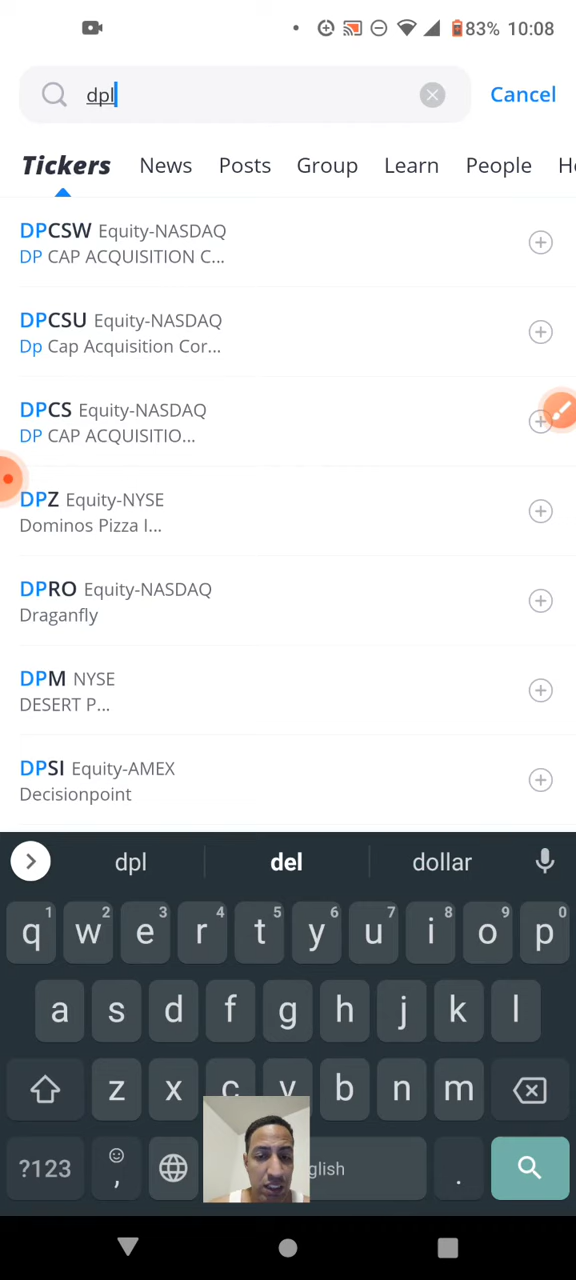 83% 10:08
dpl Cancel
Tickers News Posts Group Learn People He
DPCSW Equity-NASDAQ
DP CAP ACQUISITION C...
DPCSU Equity-NASDAQ
Dp Cap Acquisition Cor...
DPCS Equity-NASDAQ
DP CAP ACQUISITIO...
DPZ Equity-NYSE
Dominos Pizza I...
DPRO Equity-NASDAQ
Draganfly
DPM NYSE
DESERT P...
DPSI Equity-AMEX
Decisionpoint
dpl del dollar
1 2 3 4 5 6 7 8 9 0
q w e r t y u i o p
a s d f g h j k l
z x c v b n m
?123 , glish .